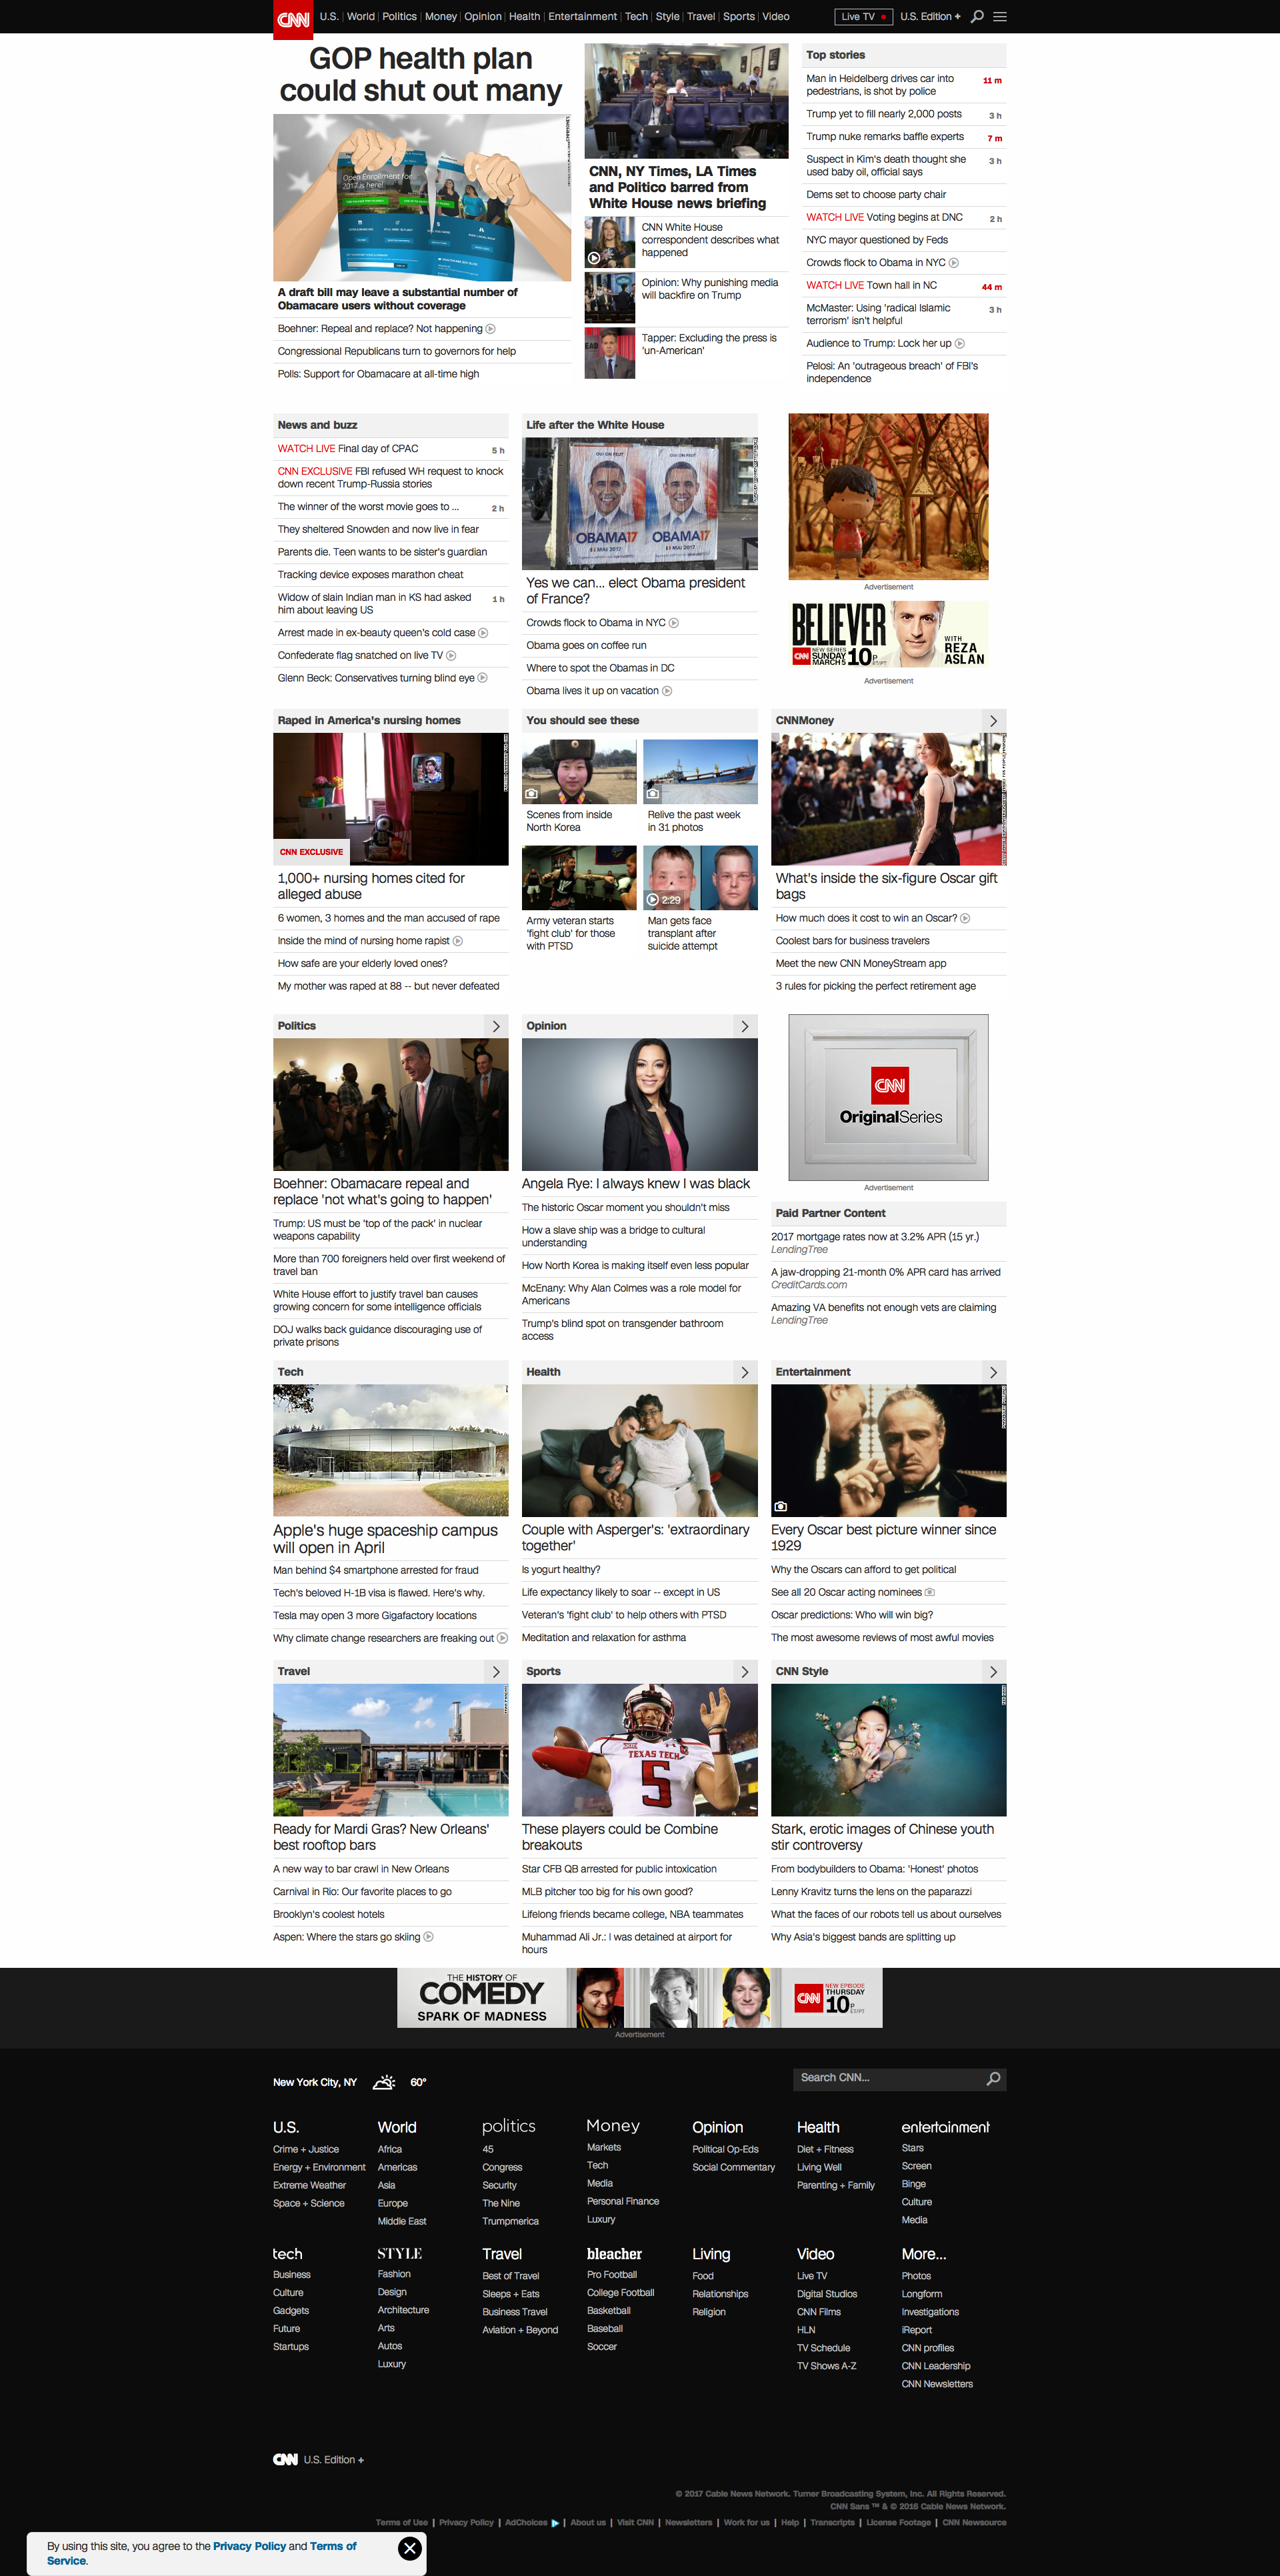 CNN
U.S. World Politics Money Opinion Health Entertainment Tech Style Travel Sports Video
Live TV
U.S. Edition +
GOP health plan
could shut out many
Open Enrollment for
2017 is here!
A draft bill may leave a substantial number of
Obamacare users without coverage
Boehner: Repeal and replace? Not happening
Congressional Republicans turn to governors for help
Polls: Support for Obamacare at all-time high
CNN, NY Times, LA Times
and Politico barred from
White House news briefing
CNN White House
correspondent describes what
happened
Opinion: Why punishing media
will backfire on Trump
Tapper: Excluding the press is
'un-American'
Top stories
Man in Heidelberg drives car into
pedestrians, is shot by police
11 m
Trump yet to fill nearly 2,000 posts
3 h
Trump nuke remarks baffle experts
7 m
Suspect in Kim's death thought she
used baby oil, official says
3 h
Dems set to choose party chair
WATCH LIVE Voting begins at DNC
2 h
NYC mayor questioned by Feds
Crowds flock to Obama in NYC
WATCH LIVE Town hall in NC
44 m
McMaster: Using 'radical Islamic
terrorism' isn't helpful
3 h
Audience to Trump: Lock her up
Pelosi: An 'outrageous breach' of FBI's
independence
News and buzz
WATCH LIVE Final day of CPAC
5 h
CNN EXCLUSIVE FBI refused WH request to knock
down recent Trump-Russia stories
The winner of the worst movie goes to ...
2 h
They sheltered Snowden and now live in fear
Parents die. Teen wants to be sister's guardian
Tracking device exposes marathon cheat
Widow of slain Indian man in KS had asked
him about leaving US
1 h
Arrest made in ex-beauty queen's cold case
Confederate flag snatched on live TV
Glenn Beck: Conservatives turning blind eye
Life after the White House
OBAMA17
OBAMA17
Yes we can... elect Obama president
of France?
Crowds flock to Obama in NYC
Obama goes on coffee run
Where to spot the Obamas in DC
Obama lives it up on vacation
Advertisement
BELIEVER
WITH
REZA
ASLAN
CNN NEW SERIES
SUNDAY
MARCH 5
10P
ET/PT
Advertisement
Raped in America's nursing homes
CNN EXCLUSIVE
1,000+ nursing homes cited for
alleged abuse
6 women, 3 homes and the man accused of rape
Inside the mind of nursing home rapist
How safe are your elderly loved ones?
My mother was raped at 88 -- but never defeated
You should see these
Scenes from inside
North Korea
Relive the past week
in 31 photos
2:29
Army veteran starts
'fight club' for those
with PTSD
Man gets face
transplant after
suicide attempt
CNNMoney
What's inside the six-figure Oscar gift
bags
How much does it cost to win an Oscar?
Coolest bars for business travelers
Meet the new CNN MoneyStream app
3 rules for picking the perfect retirement age
Politics
Boehner: Obamacare repeal and
replace 'not what's going to happen'
Trump: US must be 'top of the pack' in nuclear
weapons capability
More than 700 foreigners held over first weekend of
travel ban
White House effort to justify travel ban causes
growing concern for some intelligence officials
DOJ walks back guidance discouraging use of
private prisons
Opinion
Angela Rye: I always knew I was black
The historic Oscar moment you shouldn't miss
How a slave ship was a bridge to cultural
understanding
How North Korea is making itself even less popular
McEnany: Why Alan Colmes was a role model for
Americans
Trump's blind spot on transgender bathroom
access
CNN
OriginalSeries
Advertisement
Paid Partner Content
2017 mortgage rates now at 3.2% APR (15 yr.)
LendingTree
A jaw-dropping 21-month 0% APR card has arrived
CreditCards.com
Amazing VA benefits not enough vets are claiming
LendingTree
Tech
Apple's huge spaceship campus
will open in April
Man behind $4 smartphone arrested for fraud
Tech's beloved H-1B visa is flawed. Here's why.
Tesla may open 3 more Gigafactory locations
Why climate change researchers are freaking out
Health
Couple with Asperger's: 'extraordinary
together'
Is yogurt healthy?
Life expectancy likely to soar -- except in US
Veteran's 'fight club' to help others with PTSD
Meditation and relaxation for asthma
Entertainment
Every Oscar best picture winner since
1929
Why the Oscars can afford to get political
See all 20 Oscar acting nominees
Oscar predictions: Who will win big?
The most awesome reviews of most awful movies
Travel
Ready for Mardi Gras? New Orleans'
best rooftop bars
A new way to bar crawl in New Orleans
Carnival in Rio: Our favorite places to go
Brooklyn's coolest hotels
Aspen: Where the stars go skiing
Sports
TEXAS TECH
5
These players could be Combine
breakouts
Star CFB QB arrested for public intoxication
MLB pitcher too big for his own good?
Lifelong friends became college, NBA teammates
Muhammad Ali Jr.: I was detained at airport for
hours
CNN Style
Stark, erotic images of Chinese youth
stir controversy
From bodybuilders to Obama: 'Honest' photos
Lenny Kravitz turns the lens on the paparazzi
What the faces of our robots tell us about ourselves
Why Asia's biggest bands are splitting up
THE HISTORY OF
COMEDY
SPARK OF MADNESS
CNN
NEW EPISODE
THURSDAY
10P
ET/PT
Advertisement
New York City, NY
60°
Search CNN...
U.S.
Crime + Justice
Energy + Environment
Extreme Weather
Space + Science
World
Africa
Americas
Asia
Europe
Middle East
politics
45
Congress
Security
The Nine
Trumpmerica
Money
Markets
Tech
Media
Personal Finance
Luxury
Opinion
Political Op-Eds
Social Commentary
Health
Diet + Fitness
Living Well
Parenting + Family
entertainment
Stars
Screen
Binge
Culture
Media
tech
Business
Culture
Gadgets
Future
Startups
STYLE
Fashion
Design
Architecture
Arts
Autos
Luxury
Travel
Best of Travel
Sleeps + Eats
Business Travel
Aviation + Beyond
bleacher
Pro Football
College Football
Basketball
Baseball
Soccer
Living
Food
Relationships
Religion
Video
Live TV
Digital Studios
CNN Films
HLN
TV Schedule
TV Shows A-Z
More...
Photos
Longform
Investigations
iReport
CNN profiles
CNN Leadership
CNN Newsletters
CNN U.S. Edition +
© 2017 Cable News Network. Turner Broadcasting System, Inc. All Rights Reserved.
CNN Sans ™ & © 2016 Cable News Network.
Terms of Use | Privacy Policy | AdChoices | About us | Visit CNN | Newsletters | Work for us | Help | Transcripts | License Footage | CNN Newsource
By using this site, you agree to the Privacy Policy and Terms of
Service.